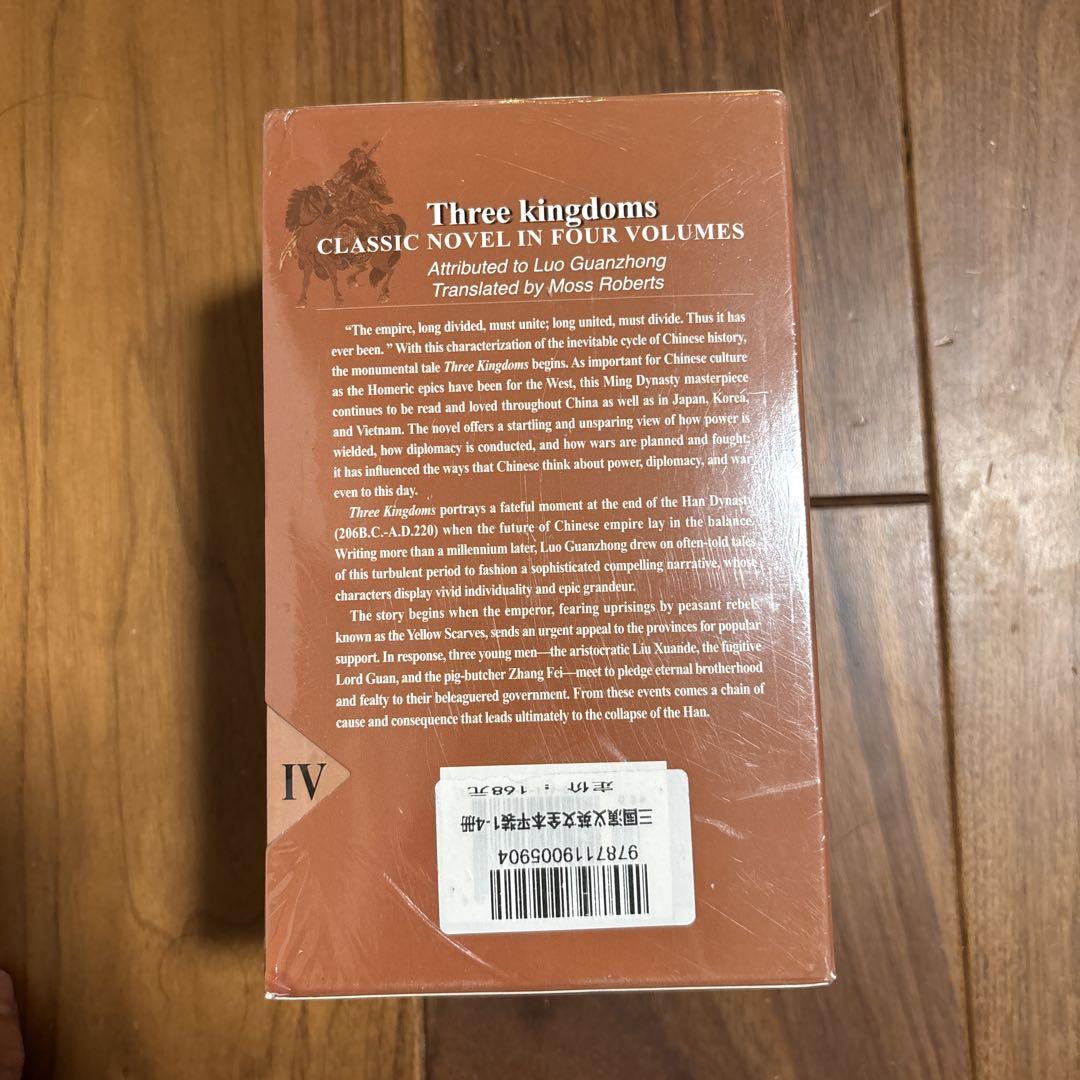 Three kingdoms
CLASSIC NOVEL IN FOUR VOLUMES
Attributed to Luo Guanzhong
Translated by Moss Roberts
“The empire, long divided, must unite; long united, must divide. Thus it has
ever been. ” With this characterization of the inevitable cycle of Chinese history,
the monumental tale Three Kingdoms begins. As important for Chinese culture
as the Homeric epics have been for the West, this Ming Dynasty masterpiece
continues to be read and loved throughout China as well as in Japan, Korea,
and Vietnam. The novel offers a startling and unsparing view of how power is
wielded, how diplomacy is conducted, and how wars are planned and fought;
it has influenced the ways that Chinese think about power, diplomacy, and war
even to this day.
Three Kingdoms portrays a fateful moment at the end of the Han Dynasty
(206B.C.-A.D.220) when the future of Chinese empire lay in the balance.
Writing more than a millennium later, Luo Guanzhong drew on often-told tales
of this turbulent period to fashion a sophisticated compelling narrative, whose
characters display vivid individuality and epic grandeur.
The story begins when the emperor, fearing uprisings by peasant rebels
known as the Yellow Scarves, sends an urgent appeal to the provinces for popular
support. In response, three young men—the aristocratic Liu Xuande, the fugitive
Lord Guan, and the pig-butcher Zhang Fei—meet to pledge eternal brotherhood
and fealty to their beleaguered government. From these events comes a chain of
cause and consequence that leads ultimately to the collapse of the Han.
IV
9787119005904
三国演义英文全本平装1-4册
定价 : 168元